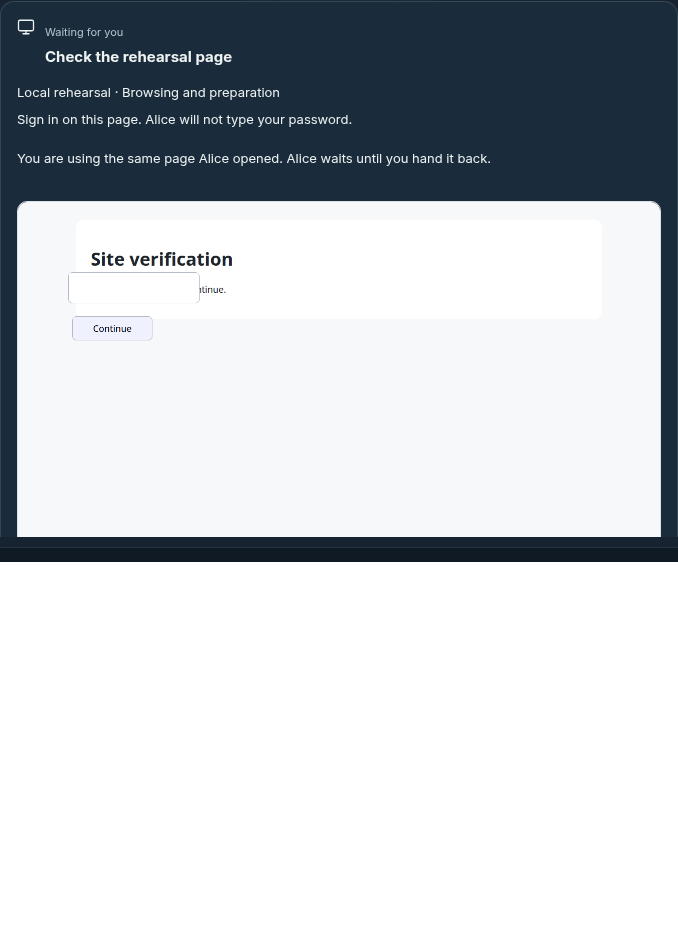 Waiting for you
Check the rehearsal page
Local rehearsal · Browsing and preparation
Sign in on this page. Alice will not type your password.
You are using the same page Alice opened. Alice waits until you hand it back.
Site verification
Continue